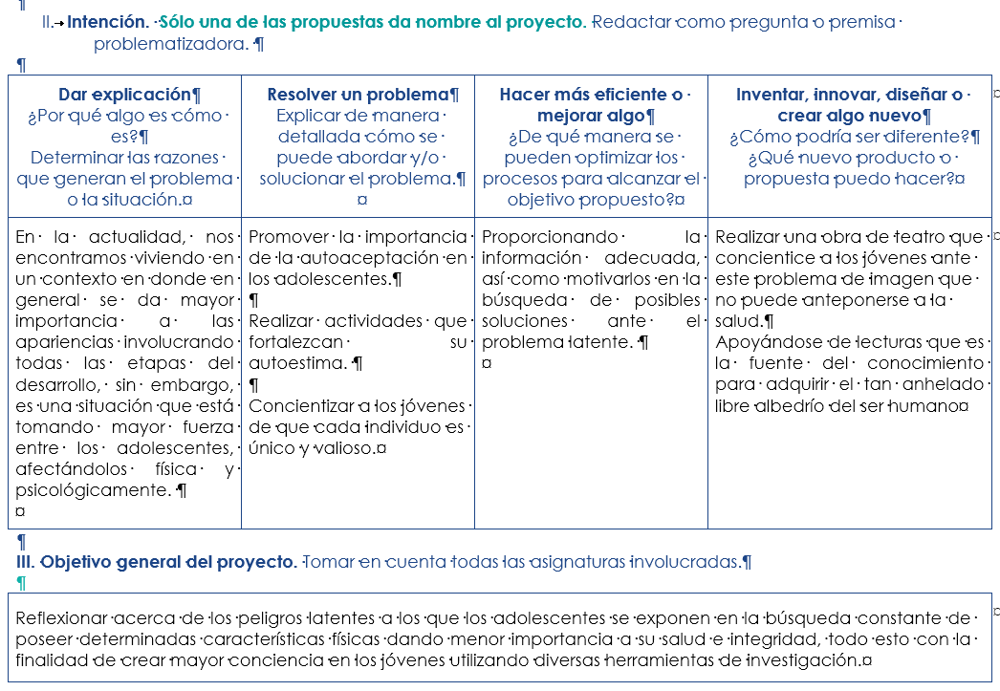 II. Intención. Sólo una de las propuestas da nombre al proyecto. Redactar como pregunta o premisa
problematizadora. ¶
¶
Dar explicación¶
¿Por qué algo es cómo
es?¶
Determinar las razones
que generan el problema
o la situación.¤
Resolver un problema¶
Explicar de manera
detallada cómo se
puede abordar y/o
solucionar el problema.¶
¤
Hacer más eficiente o
mejorar algo¶
¿De qué manera se
pueden optimizar los
procesos para alcanzar el
objetivo propuesto?¤
Inventar, innovar, diseñar o
crear algo nuevo¶
¿Cómo podría ser diferente?¶
¿Qué nuevo producto o
propuesta puedo hacer?¤
En la actualidad, nos
encontramos viviendo en
un contexto en donde en
general se da mayor
importancia a las
apariencias involucrando
todas las etapas del
desarrollo, sin embargo,
es una situación que está
tomando mayor fuerza
entre los adolescentes,
afectándolos física y
psicológicamente. ¶
¤
Promover la importancia
de la autoaceptación en
los adolescentes.¶
¶
Realizar actividades que
fortalezcan su
autoestima. ¶
¶
Concientizar a los jóvenes
de que cada individuo es
único y valioso.¤
Proporcionando la
información adecuada,
así como motivarlos en la
búsqueda de posibles
soluciones ante el
problema latente. ¶
¤
Realizar una obra de teatro que
concientice a los jóvenes ante
este problema de imagen que
no puede anteponerse a la
salud.¶
Apoyándose de lecturas que es
la fuente del conocimiento
para adquirir el tan anhelado
libre albedrío del ser humano¤
¶
III. Objetivo general del proyecto. Tomar en cuenta todas las asignaturas involucradas.¶
¶
Reflexionar acerca de los peligros latentes a los que los adolescentes se exponen en la búsqueda constante de
poseer determinadas características físicas dando menor importancia a su salud e integridad, todo esto con la
finalidad de crear mayor conciencia en los jóvenes utilizando diversas herramientas de investigación.¤